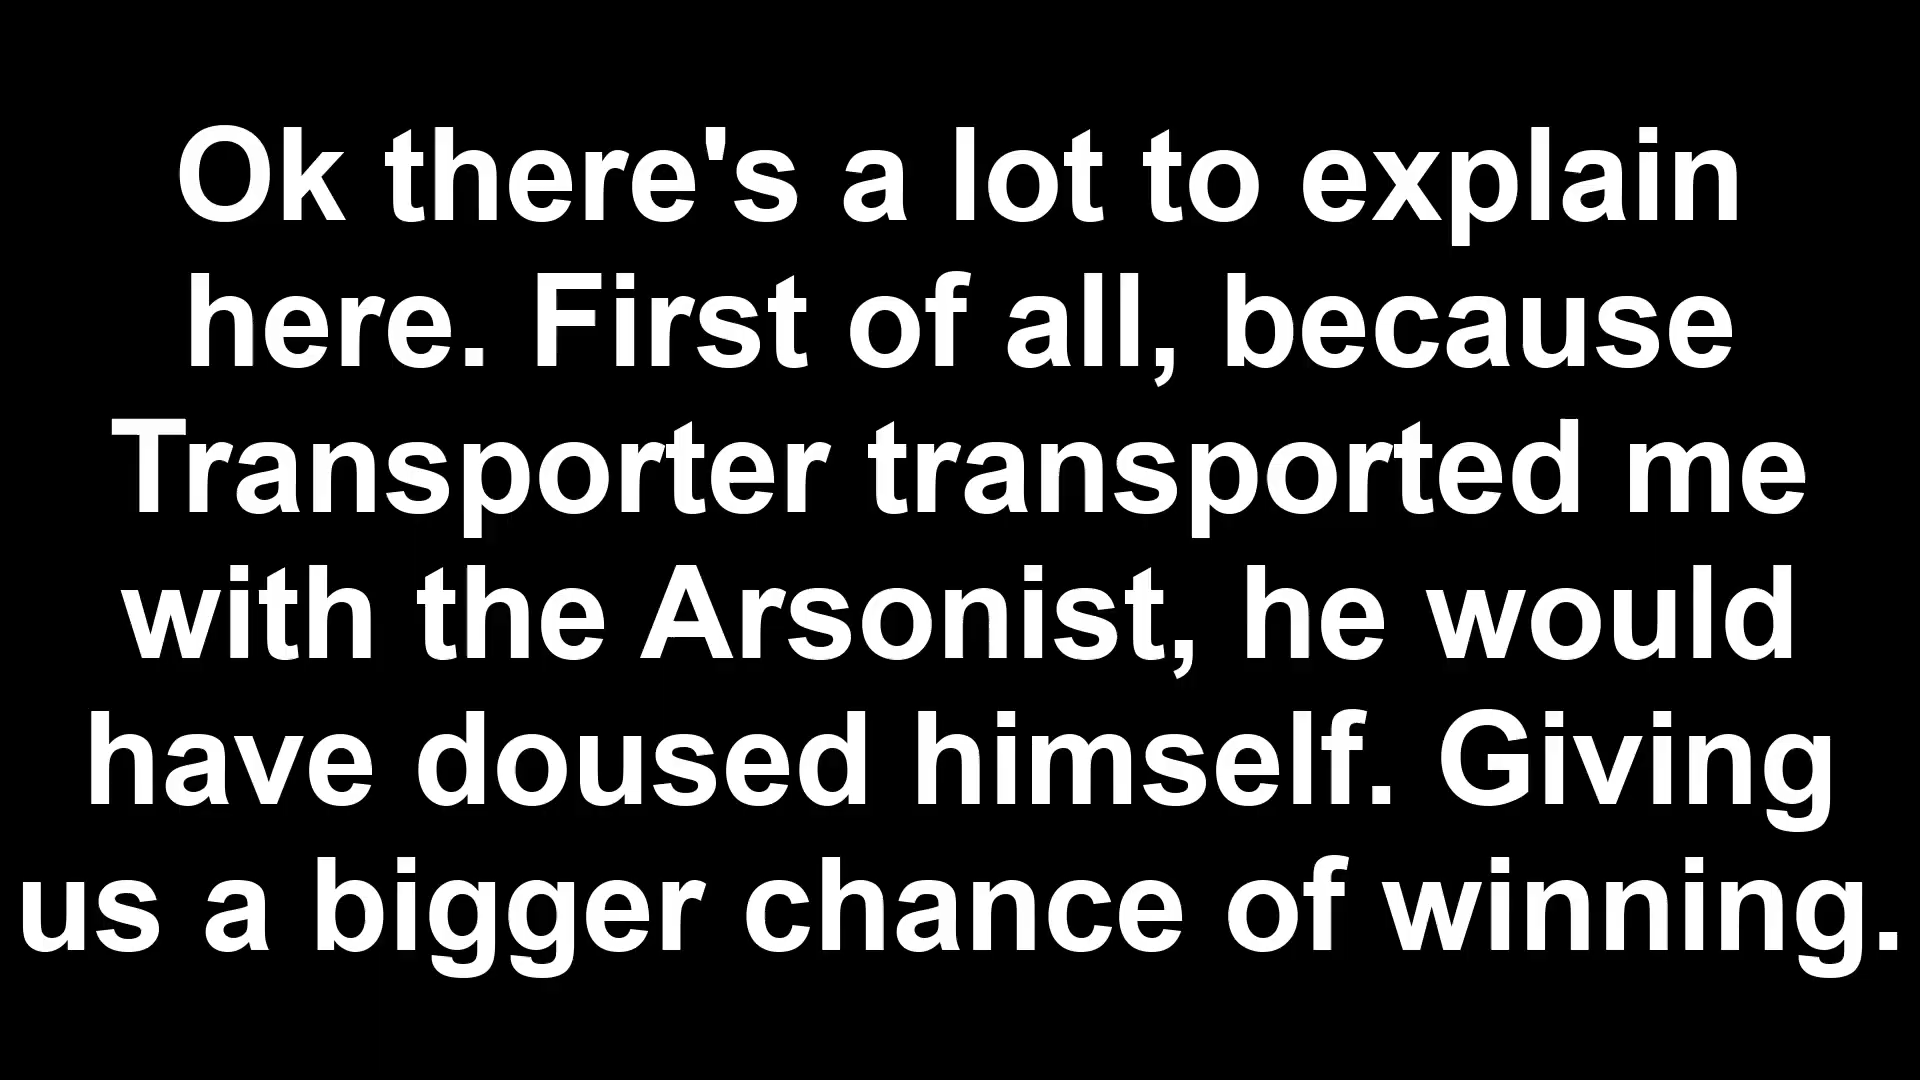 Ok there's a lot to explain
here. First of all, because
Transporter transported me
with the Arsonist, he would
have doused himself. Giving
us a bigger chance of winning.